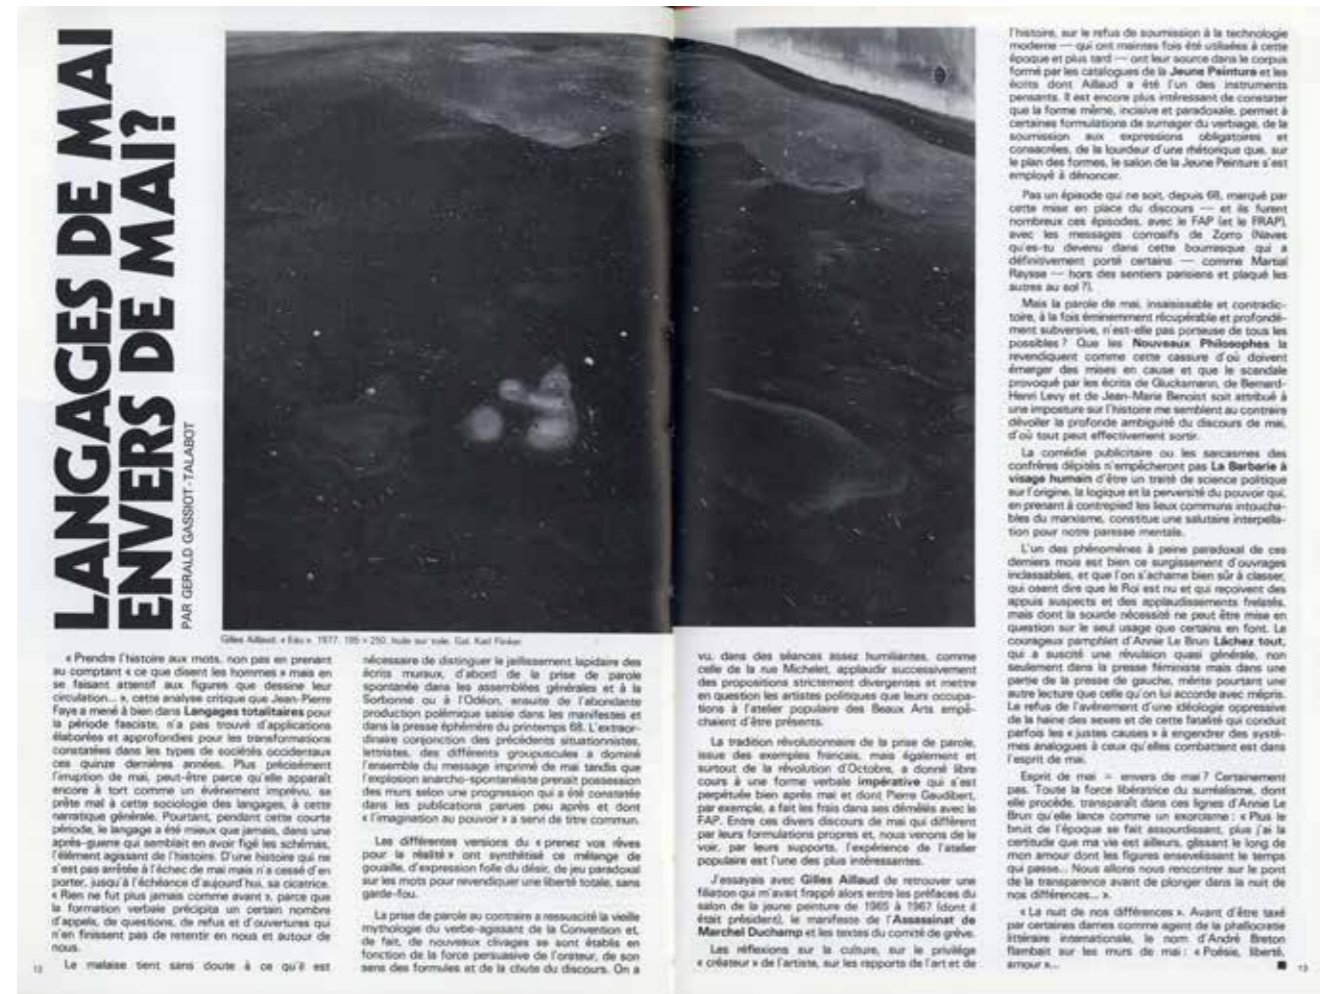 LANGAGES DE MAI
ENVERS DE MAI?
PAR GERALD GASSIOT-TALABOT
Gilles Aillaud. « Eau ». 1977. 195 × 250. huile sur toile. Gal. Karl Flinker.
« Prendre l'histoire aux mots, non pas en prenant
au comptant « ce que disent les hommes » mais en
se faisant attentif aux figures que dessine leur
circulation... », cette analyse critique que Jean-Pierre
Faye a mené à bien dans Langages totalitaires pour
la période fasciste, n'a pas trouvé d'applications
élaborées et approfondies pour les transformations
constatées dans les types de sociétés occidentaux
ces quinze dernières années. Plus précisément
l'irruption de mai, peut-être parce qu'elle apparaît
encore à tort comme un événement imprévu, se
prête mal à cette sociologie des langages, à cette
narratique générale. Pourtant, pendant cette courte
période, le langage a été mieux que jamais, dans une
après-guerre qui semblait en avoir figé les schémas,
l'élément agissant de l'histoire. D'une histoire qui ne
s'est pas arrêtée à l'échec de mai mais n'a cessé d'en
porter, jusqu'à l'échéance d'aujourd'hui, sa cicatrice.
« Rien ne fut plus jamais comme avant », parce que
la formation verbale précipita un certain nombre
d'appels, de questions, de refus et d'ouvertures qui
n'en finissent pas de retentir en nous et autour de
nous.
Le malaise tient sans doute à ce qu'il est
12
nécessaire de distinguer le jaillissement lapidaire des
écrits muraux, d'abord de la prise de parole
spontanée dans les assemblées générales et à la
Sorbonne ou à l'Odéon, ensuite de l'abondante
production polémique saisie dans les manifestes et
dans la presse éphémère du printemps 68. L'extraor-
dinaire conjonction des précédents situationnistes,
lettristes, des différents groupuscules a dominé
l'ensemble du message imprimé de mai tandis que
l'explosion anarcho-spontanéiste prenait possession
des murs selon une progression qui a été constatée
dans les publications parues peu après et dont
« l'imagination au pouvoir » a servi de titre commun.
Les différentes versions du « prenez vos rêves
pour la réalité » ont synthétisé ce mélange de
gouaille, d'expression folle du désir, de jeu paradoxal
sur les mots pour revendiquer une liberté totale, sans
garde-fou.
La prise de parole au contraire a ressuscité la vieille
mythologie du verbe-agissant de la Convention et,
de fait, de nouveaux clivages se sont établis en
fonction de la force persuasive de l'orateur, de son
sens des formules et de la chute du discours. On a
vu, dans des séances assez humiliantes, comme
celle de la rue Michelet, applaudir successivement
des propositions strictement divergentes et mettre
en question les artistes politiques que leurs occupa-
tions à l'atelier populaire des Beaux Arts empê-
chaient d'être présents.
La tradition révolutionnaire de la prise de parole,
issue des exemples français, mais également et
surtout de la révolution d'Octobre, a donné libre
cours à une forme verbale impérative qui s'est
perpétuée bien après mai et dont Pierre Gaudibert,
par exemple, a fait les frais dans ses démêlés avec le
FAP. Entre ces divers discours de mai qui diffèrent
par leurs formulations propres et, nous venons de le
voir, par leurs supports, l'expérience de l'atelier
populaire est l'une des plus intéressantes.
J'essayais avec Gilles Aillaud de retrouver une
filiation qui m'avait frappé alors entre les préfaces du
salon de la jeune peinture de 1965 à 1967 (dont il
était président), le manifeste de l'Assassinat de
Marchel Duchamp et les textes du comité de grève.
Les réflexions sur la culture, sur le privilège
« créateur » de l'artiste, sur les rapports de l'art et de
l'histoire, sur le refus de soumission à la technologie
moderne — qui ont maintes fois été utilisées à cette
époque et plus tard — ont leur source dans le corpus
formé par les catalogues de la Jeune Peinture et les
écrits dont Aillaud a été l'un des instruments
pensants. Il est encore plus intéressant de constater
que la forme même, incisive et paradoxale, permet à
certaines formulations de surnager du verbiage, de la
soumission aux expressions obligatoires et
consacrées, de la lourdeur d'une rhétorique que, sur
le plan des formes, le salon de la Jeune Peinture s'est
employé à dénoncer.
Pas un épisode qui ne soit, depuis 68, marqué par
cette mise en place du discours — et ils furent
nombreux ces épisodes, avec le FAP (et le FRAP),
avec les messages corrosifs de Zorro (Naves
qu'es-tu devenu dans cette bourrasque qui a
définitivement porté certains — comme Martial
Raysse — hors des sentiers parisiens et plaqué les
autres au sol ?).
Mais la parole de mai, insaisissable et contradic-
toire, à la fois éminemment récupérable et profondé-
ment subversive, n'est-elle pas porteuse de tous les
possibles ? Que les Nouveaux Philosophes la
revendiquent comme cette cassure d'où doivent
émerger des mises en cause et que le scandale
provoqué par les écrits de Glucksmann, de Bernard-
Henri Levy et de Jean-Marie Benoist soit attribué à
une imposture sur l'histoire me semblent au contraire
dévoiler la profonde ambiguité du discours de mai,
d'où tout peut effectivement sortir.
La comédie publicitaire ou les sarcasmes des
confrères dépités n'empêcheront pas La Barbarie à
visage humain d'être un traité de science politique
sur l'origine, la logique et la perversité du pouvoir qui,
en prenant à contrepied les lieux communs intoucha-
bles du marxisme, constitue une salutaire interpella-
tion pour notre paresse mentale.
L'un des phénomènes à peine paradoxal de ces
derniers mois est bien ce surgissement d'ouvrages
inclassables, et que l'on s'acharne bien sûr à classer,
qui osent dire que le Roi est nu et qui reçoivent des
appuis suspects et des applaudissements frelatés,
mais dont la sourde nécessité ne peut être mise en
question sur le seul usage que certains en font. Le
courageux pamphlet d'Annie Le Brun Lâchez tout,
qui a suscité une révulsion quasi générale, non
seulement dans la presse féministe mais dans une
partie de la presse de gauche, mérite pourtant une
autre lecture que celle qu'on lui accorde avec mépris.
Le refus de l'avènement d'une idéologie oppressive
de la haine des sexes et de cette fatalité qui conduit
parfois les « justes causes » à engendrer des systè-
mes analogues à ceux qu'elles combattent est dans
l'esprit de mai.
Esprit de mai = envers de mai ? Certainement
pas. Toute la force libératrice du surréalisme, dont
elle procède, transparaît dans ces lignes d'Annie Le
Brun qu'elle lance comme un exorcisme : « Plus le
bruit de l'époque se fait assourdissant, plus j'ai la
certitude que ma vie est ailleurs, glissant le long de
mon amour dont les figures ensevelissent le temps
qui passe... Nous allons nous rencontrer sur le pont
de la transparence avant de plonger dans la nuit de
nos différences... ».
« La nuit de nos différences ». Avant d'être taxé
par certaines dames comme agent de la phallocratie
littéraire internationale, le nom d'André Breton
flambait sur les murs de mai : « Poésie, liberté,
amour »...
13